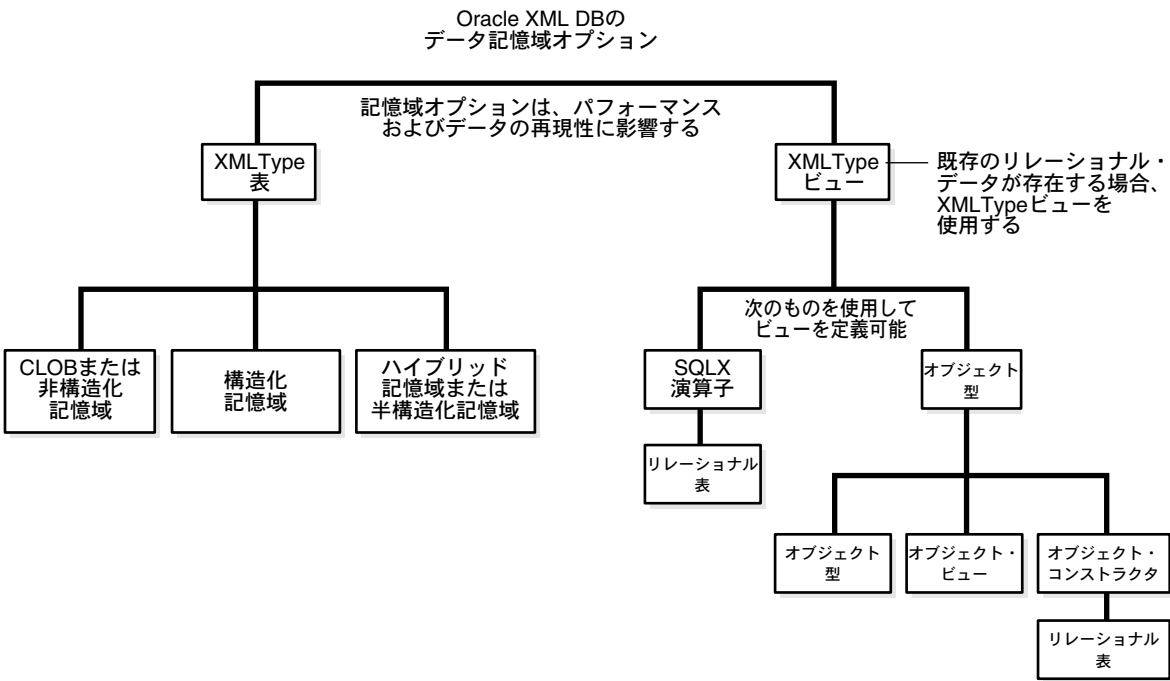 Oracle XML DBの
データ記憶域オプション
記憶域オプションは、パフォーマンス
およびデータの再現性に影響する
XMLType
表
XMLType
ビュー
既存のリレーショナル・
データが存在する場合、
XMLTypeビューを
使用する
次のものを使用して
ビューを定義可能
CLOBまたは
非構造化
記憶域
構造化
記憶域
ハイブリッド
記憶域または
半構造化記憶域
SQLX
演算子
オブジェクト
型
リレーショナル
表
オブジェクト
型
オブジェクト・
ビュー
オブジェクト・
コンストラクタ
リレーショナル
表